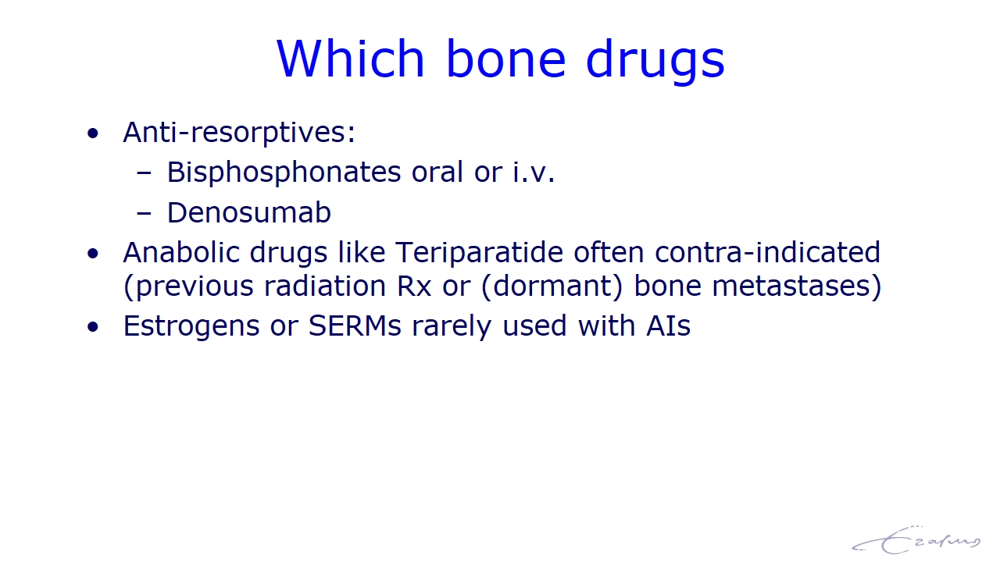 Which bone drugs
• Anti-resorptives:
– Bisphosphonates oral or i.v.
– Denosumab
• Anabolic drugs like Teriparatide often contra-indicated
(previous radiation Rx or (dormant) bone metastases)
• Estrogens or SERMs rarely used with AIs
Erasmus